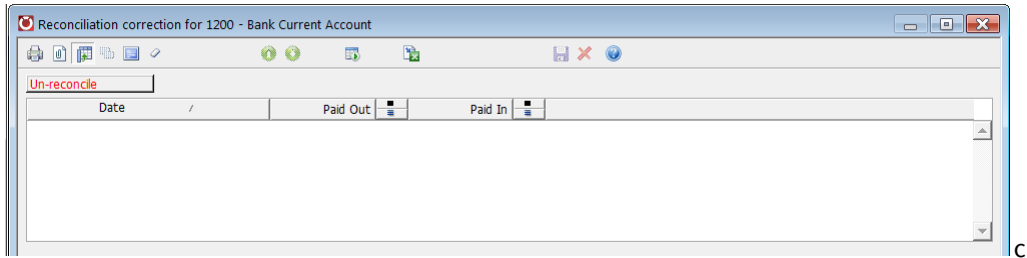 Reconciliation correction for 1200 - Bank Current Account
Un-reconcile
Date / Paid Out Paid In
c